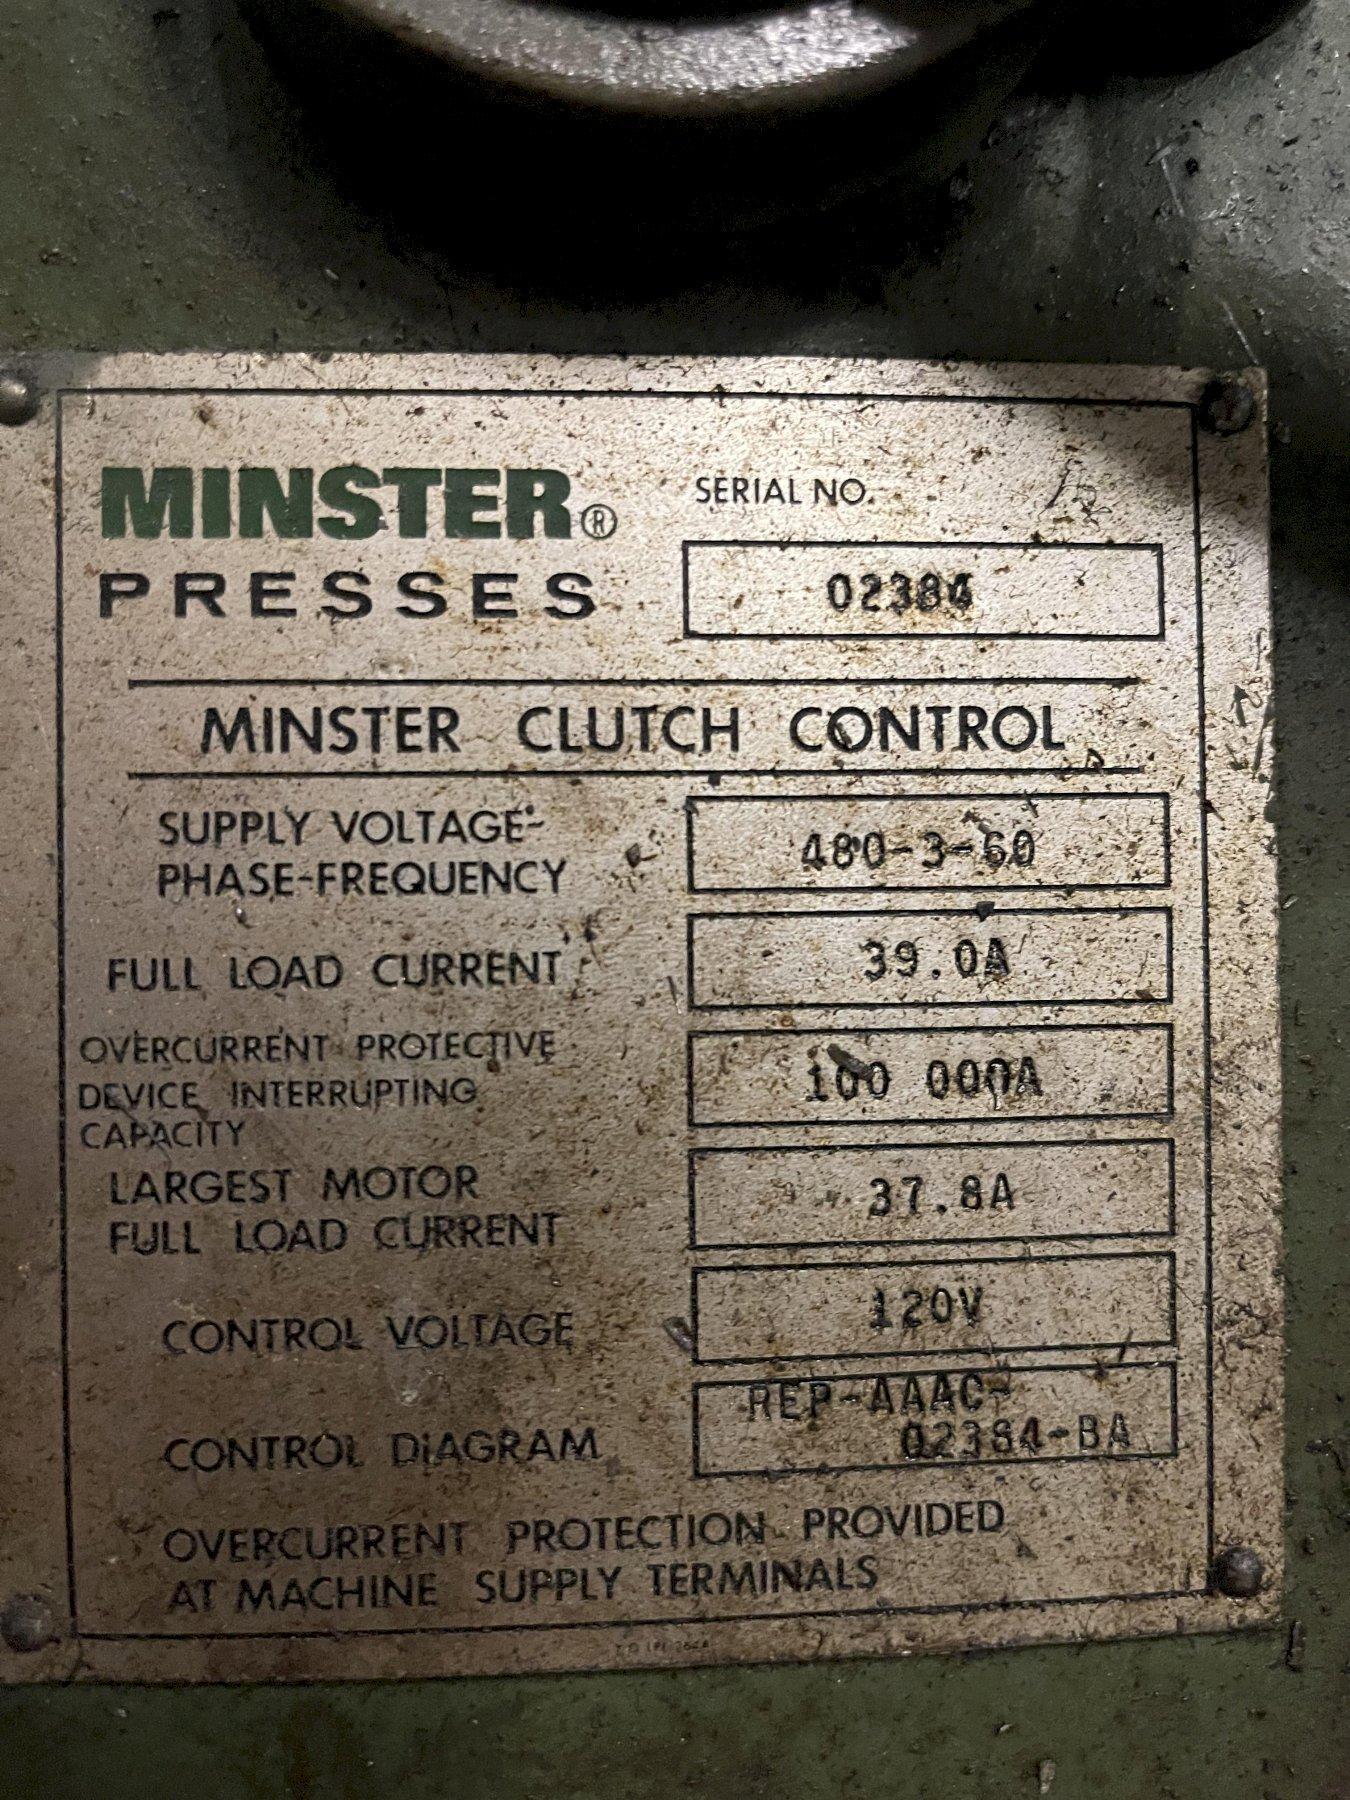 MINSTER®
PRESSES
SERIAL NO.
02384
MINSTER CLUTCH CONTROL
SUPPLY VOLTAGE-
PHASE-FREQUENCY
480-3-60
FULL LOAD CURRENT
39.0A
OVERCURRENT PROTECTIVE
DEVICE INTERRUPTING
CAPACITY
100 000A
LARGEST MOTOR
FULL LOAD CURRENT
37.8A
CONTROL VOLTAGE
120V
CONTROL DIAGRAM
REP-AAAC-
02384-BA
OVERCURRENT PROTECTION PROVIDED
AT MACHINE SUPPLY TERMINALS